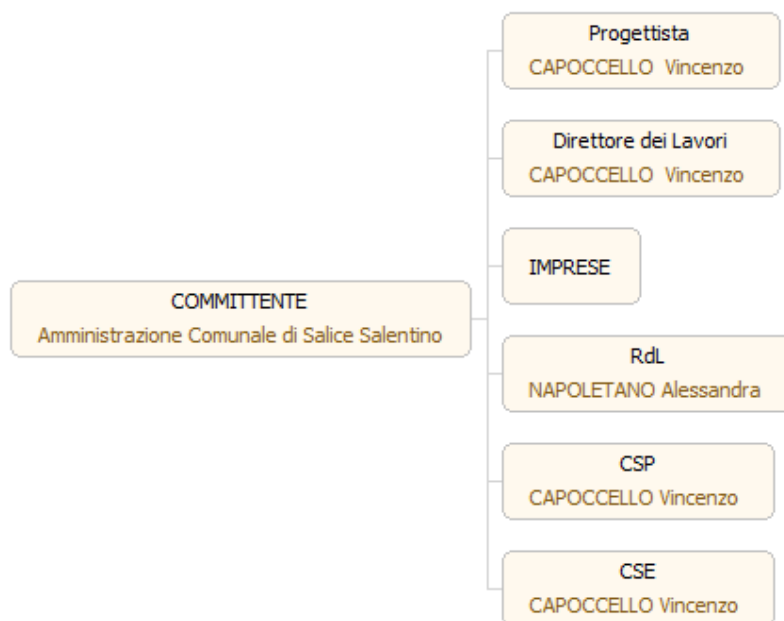 Progettista
CAPOCCELLO  Vincenzo
Direttore dei Lavori
CAPOCCELLO  Vincenzo
IMPRESE
COMMITTENTE
Amministrazione Comunale di Salice Salentino
RdL
NAPOLETANO Alessandra
CSP
CAPOCCELLO Vincenzo
CSE
CAPOCCELLO Vincenzo